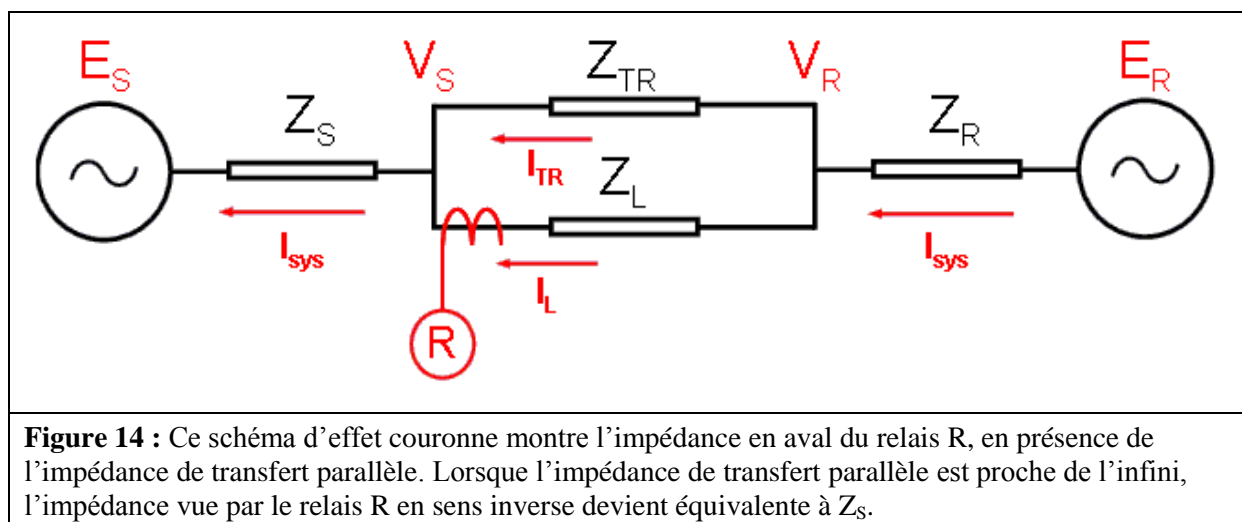 E_S V_S Z_TR V_R E_R
Z_S Z_R
I_TR
Z_L
I_sys I_sys
I_L
R
Figure 14 : Ce schéma d’effet couronne montre l’impédance en aval du relais R, en présence de
l’impédance de transfert parallèle. Lorsque l’impédance de transfert parallèle est proche de l’infini,
l’impédance vue par le relais R en sens inverse devient équivalente à Z_S.